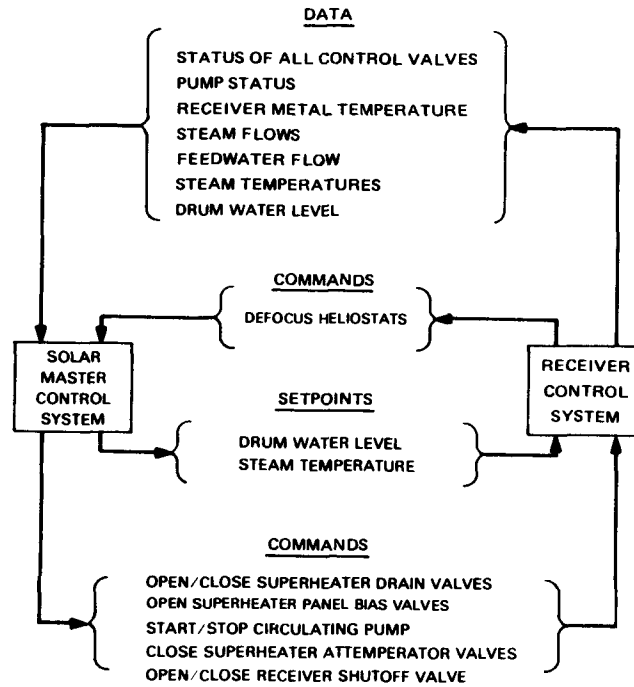 DATA
STATUS OF ALL CONTROL VALVES
PUMP STATUS
RECEIVER METAL TEMPERATURE
STEAM FLOWS
FEEDWATER FLOW
STEAM TEMPERATURES
DRUM WATER LEVEL
COMMANDS
DEFOCUS HELIOSTATS
SOLAR
MASTER
CONTROL
SYSTEM
RECEIVER
CONTROL
SYSTEM
SETPOINTS
DRUM WATER LEVEL
STEAM TEMPERATURE
COMMANDS
OPEN/CLOSE SUPERHEATER DRAIN VALVES
OPEN SUPERHEATER PANEL BIAS VALVES
START/STOP CIRCULATING PUMP
CLOSE SUPERHEATER ATTEMPERATOR VALVES
OPEN/CLOSE RECEIVER SHUTOFF VALVE